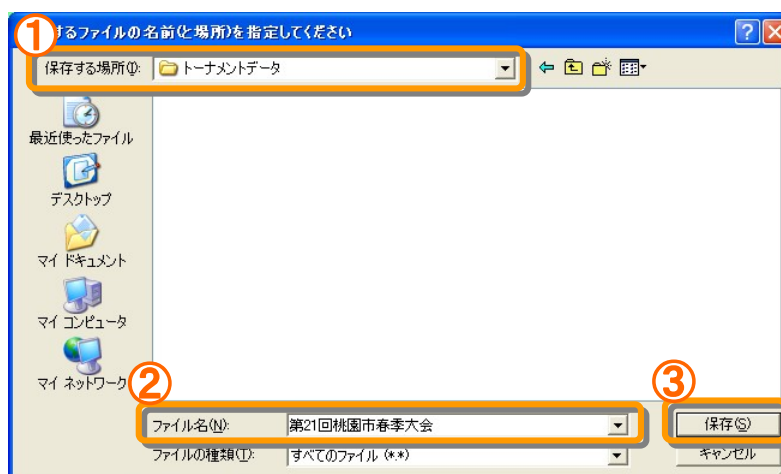 ①
するファイルの名前(と場所)を指定してください
保存する場所(I): トーナメントデータ
最近使ったファイル
デスクトップ
マイ ドキュメント
マイ コンピュータ
マイ ネットワーク
②
③
ファイル名(N): 第21回桃園市春季大会 保存(S)
ファイルの種類(T): すべてのファイル (*.*) キャンセル